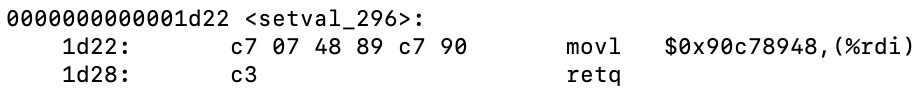 0000000000001d22 <setval_296>:
1d22: c7 07 48 89 c7 90 movl $0x90c78948,(%rdi)
1d28: c3 retq